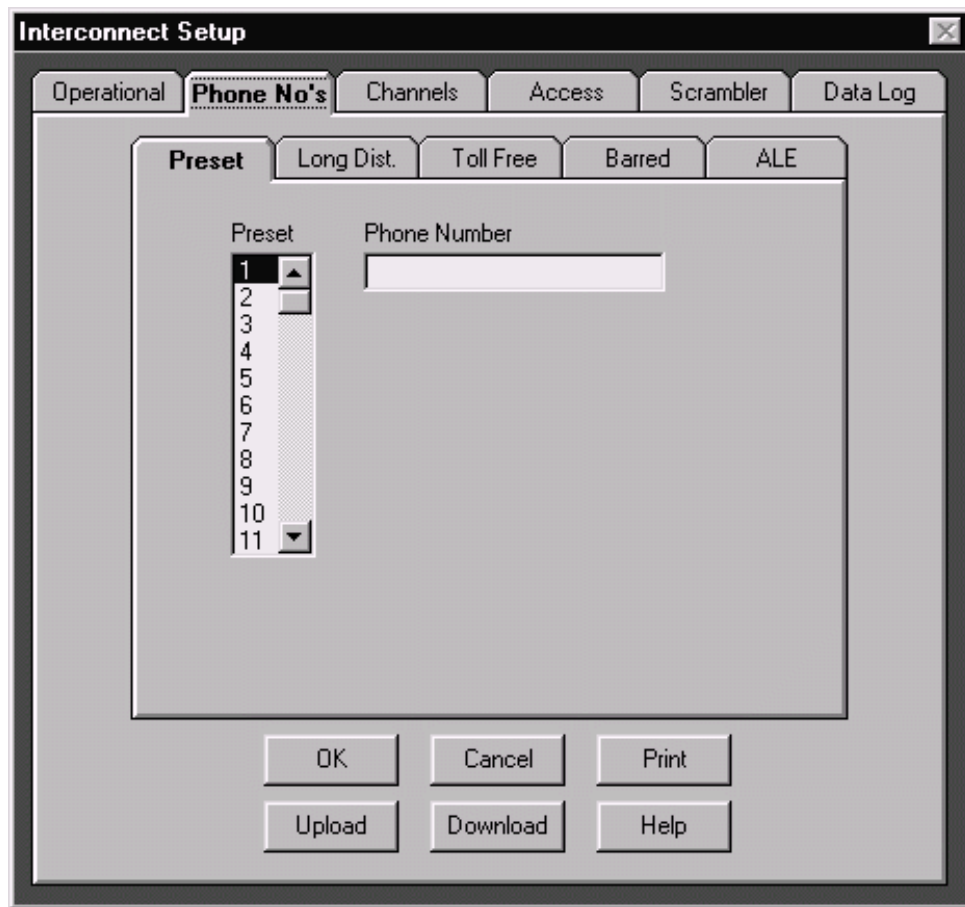 Interconnect Setup
Operational Phone No's Channels Access Scrambler Data Log
Preset Long Dist. Toll Free Barred ALE
Preset Phone Number
1
2
3
4
5
6
7
8
9
10
11
OK Cancel Print
Upload Download Help